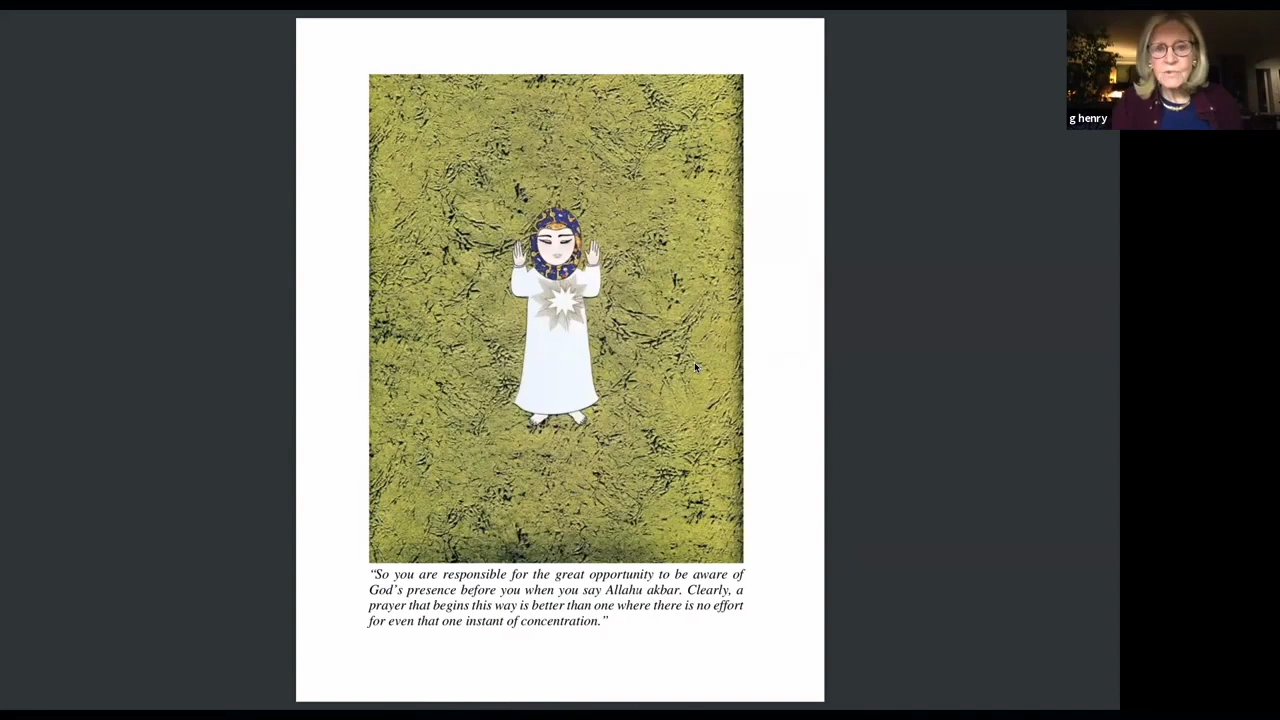 g henry
“So you are responsible for the great opportunity to be aware of
God’s presence before you when you say Allahu akbar. Clearly, a
prayer that begins this way is better than one where there is no effort
for even that one instant of concentration.”